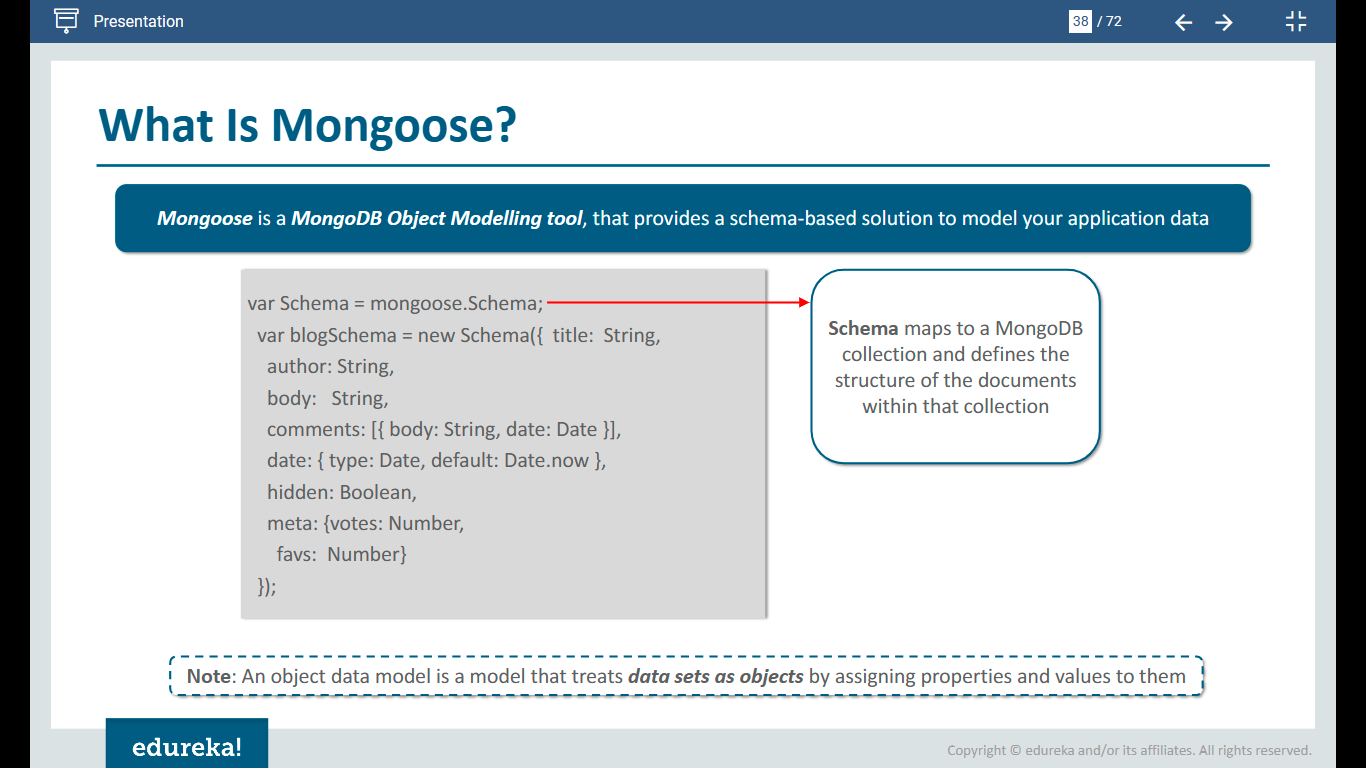 Presentation
38 / 72
What Is Mongoose?
Mongoose is a MongoDB Object Modelling tool, that provides a schema-based solution to model your application data
var Schema = mongoose.Schema;
var blogSchema = new Schema({ title: String,
author: String,
body: String,
comments: [{ body: String, date: Date }],
date: { type: Date, default: Date.now },
hidden: Boolean,
meta: {votes: Number,
favs: Number}
});
Schema maps to a MongoDB
collection and defines the
structure of the documents
within that collection
Note: An object data model is a model that treats data sets as objects by assigning properties and values to them
edureka!
Copyright © edureka and/or its affiliates. All rights reserved.